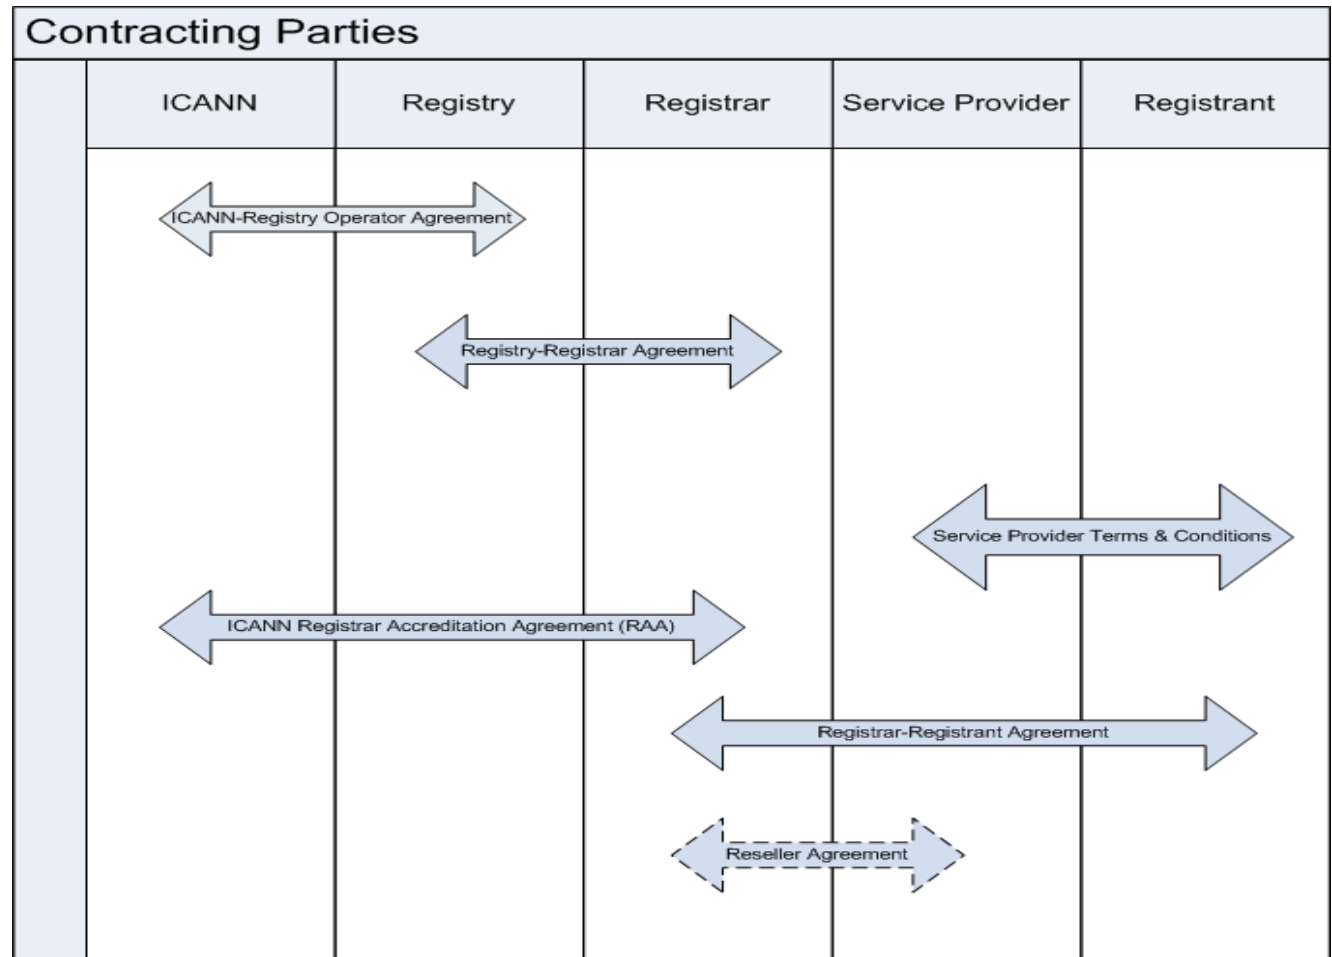 Contracting Parties
ICANN
Registry
Registrar
Service Provider
Registrant
ICANN-Registry Operator Agreement
Registry-Registrar Agreement
Service Provider Terms & Conditions
ICANN Registrar Accreditation Agreement (RAA)
Registrar-Registrant Agreement
Reseller Agreement